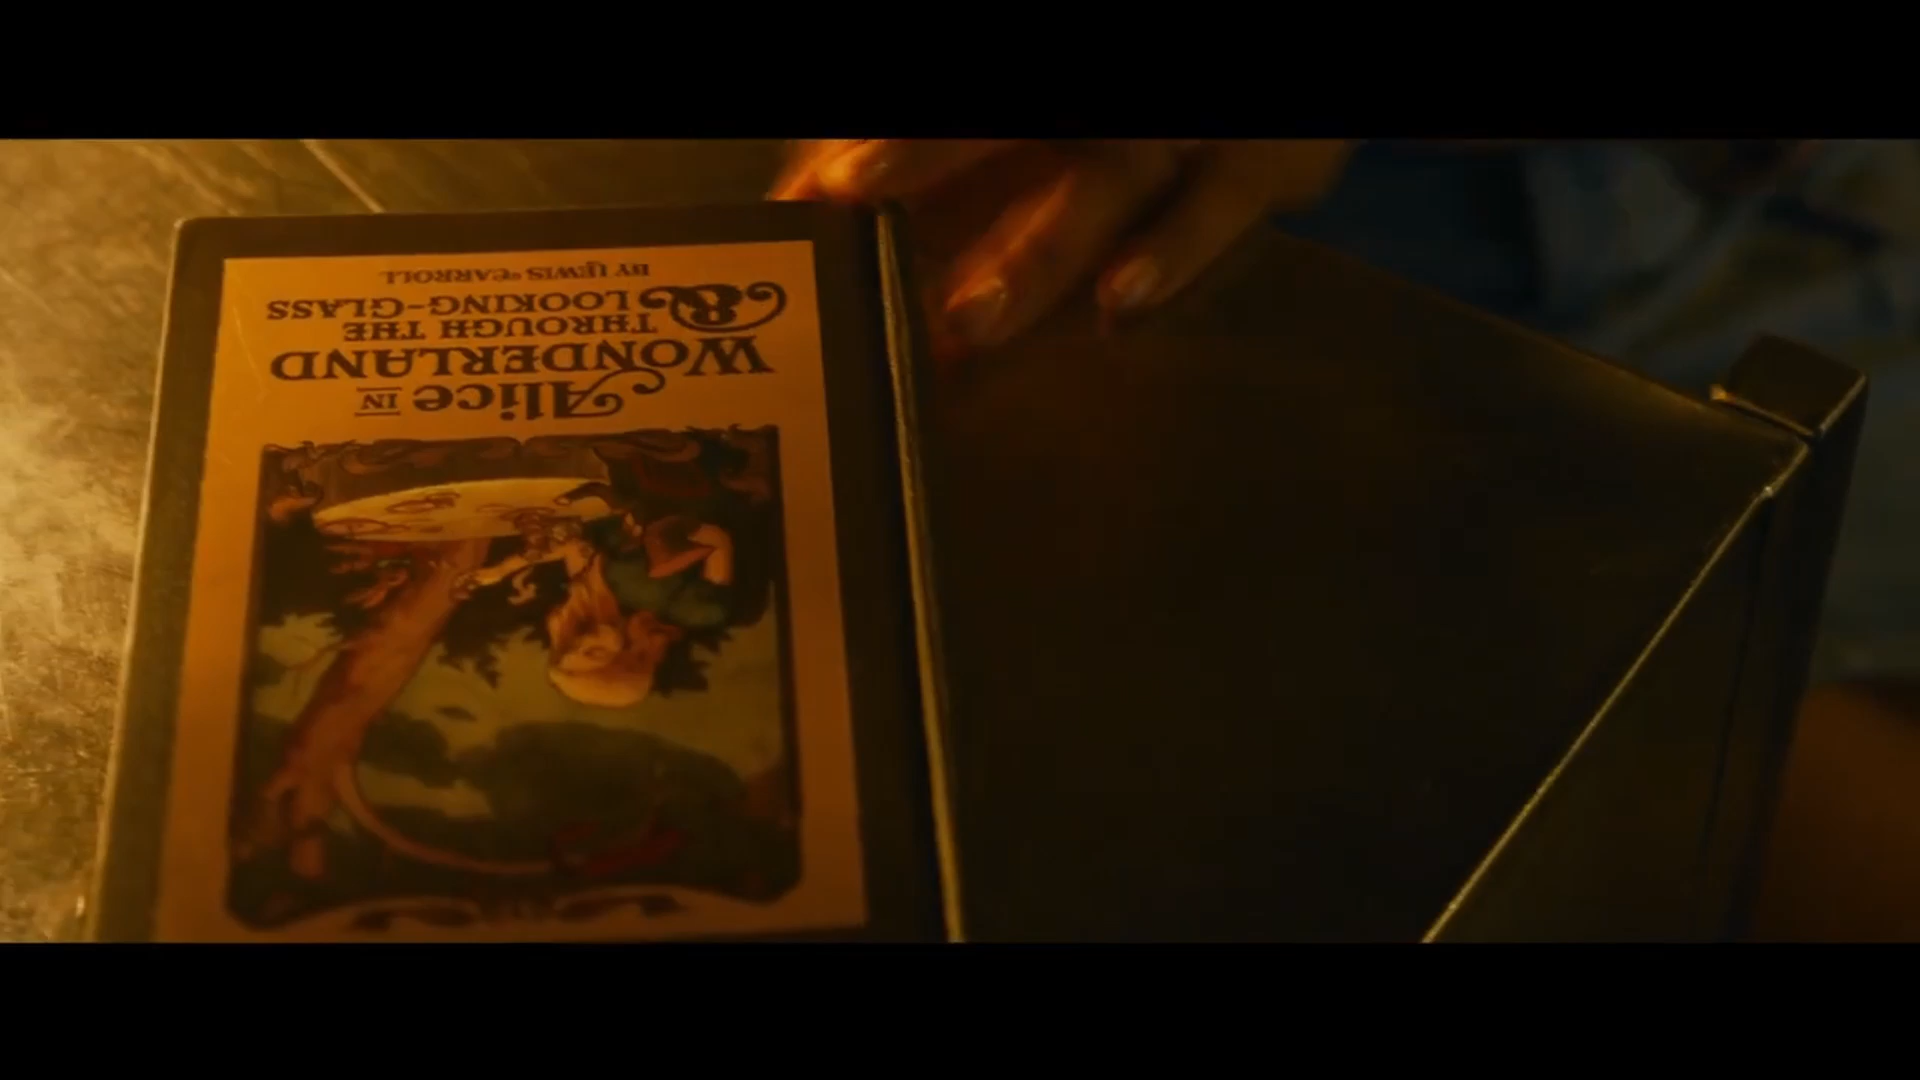 Alice IN
WONDERLAND
& THROUGH THE
LOOKING-GLASS
BY LEWIS CARROLL